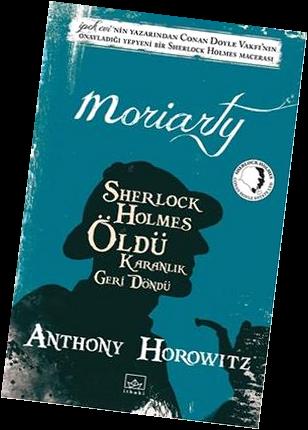 İpek Evi'nin yazarından Conan Doyle Vakfı'nın
onayladığı yepyeni bir Sherlock Holmes macerası
Moriarty
Sherlock
Holmes
Öldü
Karanlık
Geri Döndü
Anthony Horowitz
ithaki